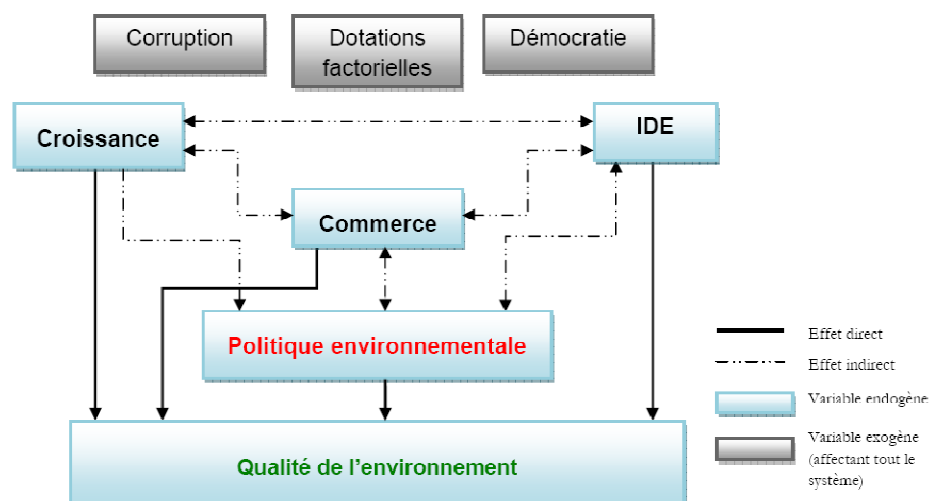 Corruption
Dotations
factorielles
Démocratie
Croissance
IDE
Commerce
Politique environnementale
Qualité de l'environnement
Effet direct
Effet indirect
Variable endogène
Variable exogène
(affectant tout le
système)